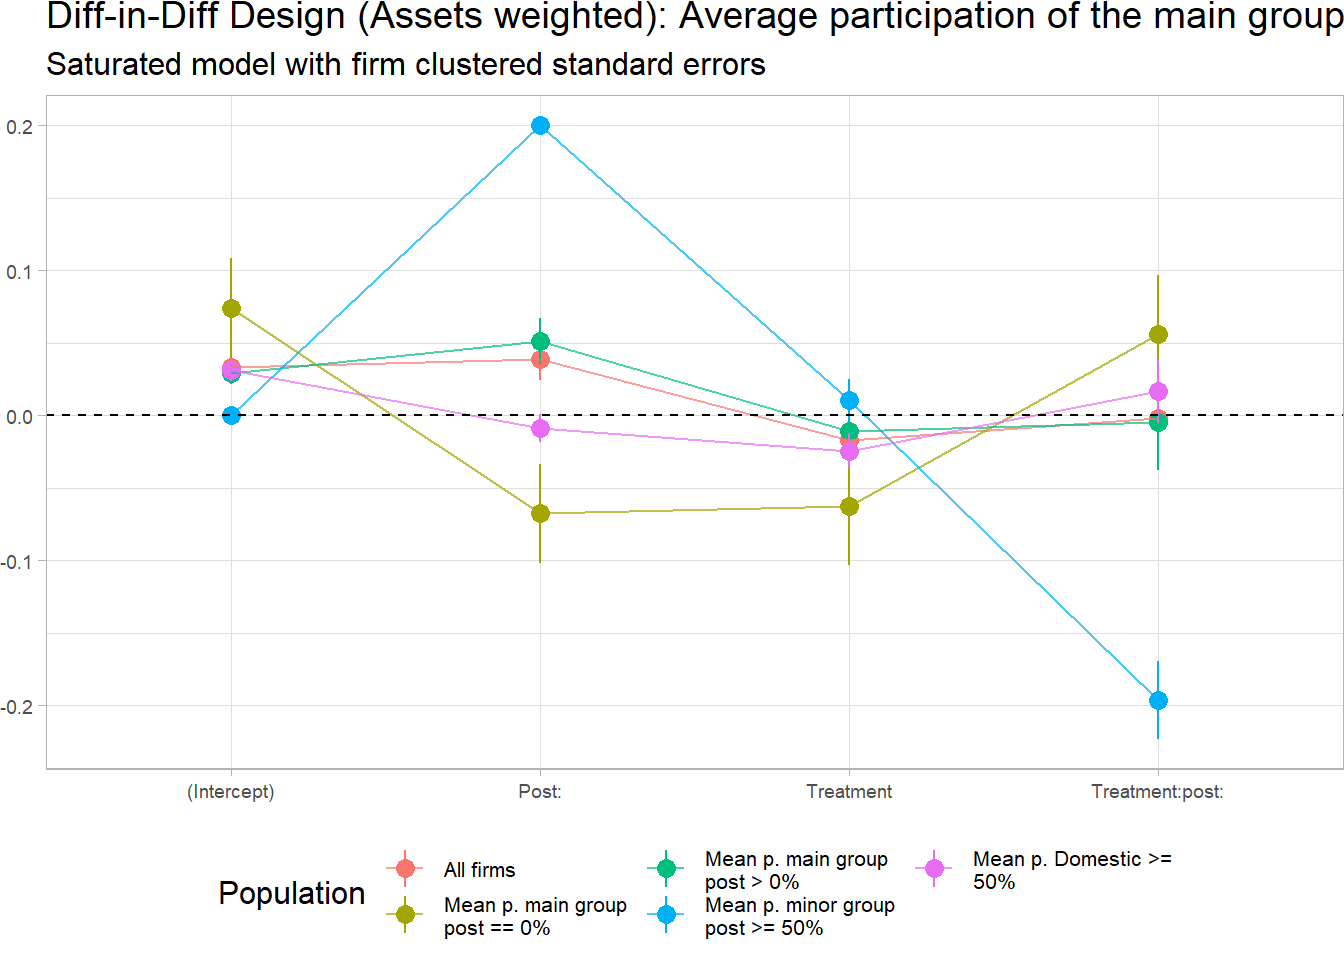 Diff-in-Diff Design (Assets weighted): Average participation of the main group
Saturated model with firm clustered standard errors
0.2
0.1
0.0
-0.1
-0.2
(Intercept)
Post:
Treatment
Treatment:post:
Population
All firms
Mean p. main group
post == 0%
Mean p. main group
post > 0%
Mean p. minor group
post >= 50%
Mean p. Domestic >=
50%